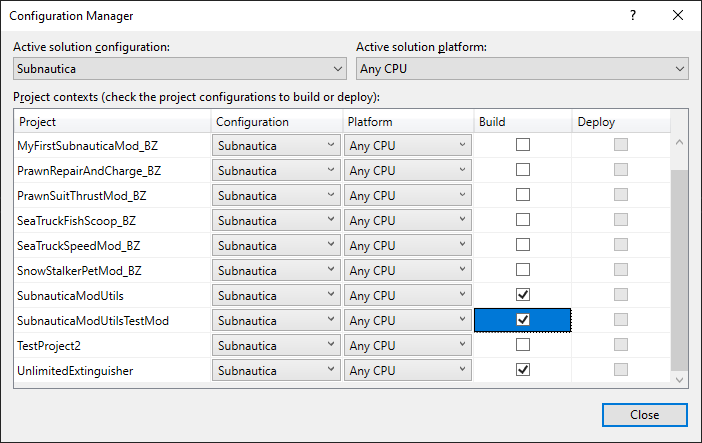 Configuration Manager
Active solution configuration: Active solution platform:
Subnautica Any CPU
Project contexts (check the project configurations to build or deploy):
Project Configuration Platform Build Deploy
MyFirstSubnauticaMod_BZ Subnautica Any CPU
PrawnRepairAndCharge_BZ Subnautica Any CPU
PrawnSuitThrustMod_BZ Subnautica Any CPU
SeaTruckFishScoop_BZ Subnautica Any CPU
SeaTruckSpeedMod_BZ Subnautica Any CPU
SnowStalkerPetMod_BZ Subnautica Any CPU
SubnauticaModUtils Subnautica Any CPU
SubnauticaModUtilsTestMod Subnautica Any CPU
TestProject2 Subnautica Any CPU
UnlimitedExtinguisher Subnautica Any CPU
Close